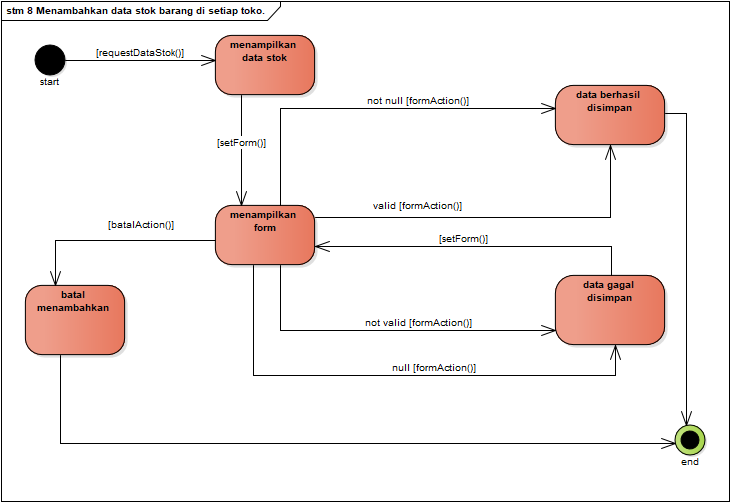 stm 8 Menambahkan data stok barang di setiap toko.
[requestDataStok()]
start
menampilkan
data stok
not null [formAction()]
data berhasil
disimpan
[setForm()]
valid [formAction()]
menampilkan
form
[batalAction()]
[setForm()]
data gagal
disimpan
batal
menambahkan
not valid [formAction()]
null [formAction()]
end